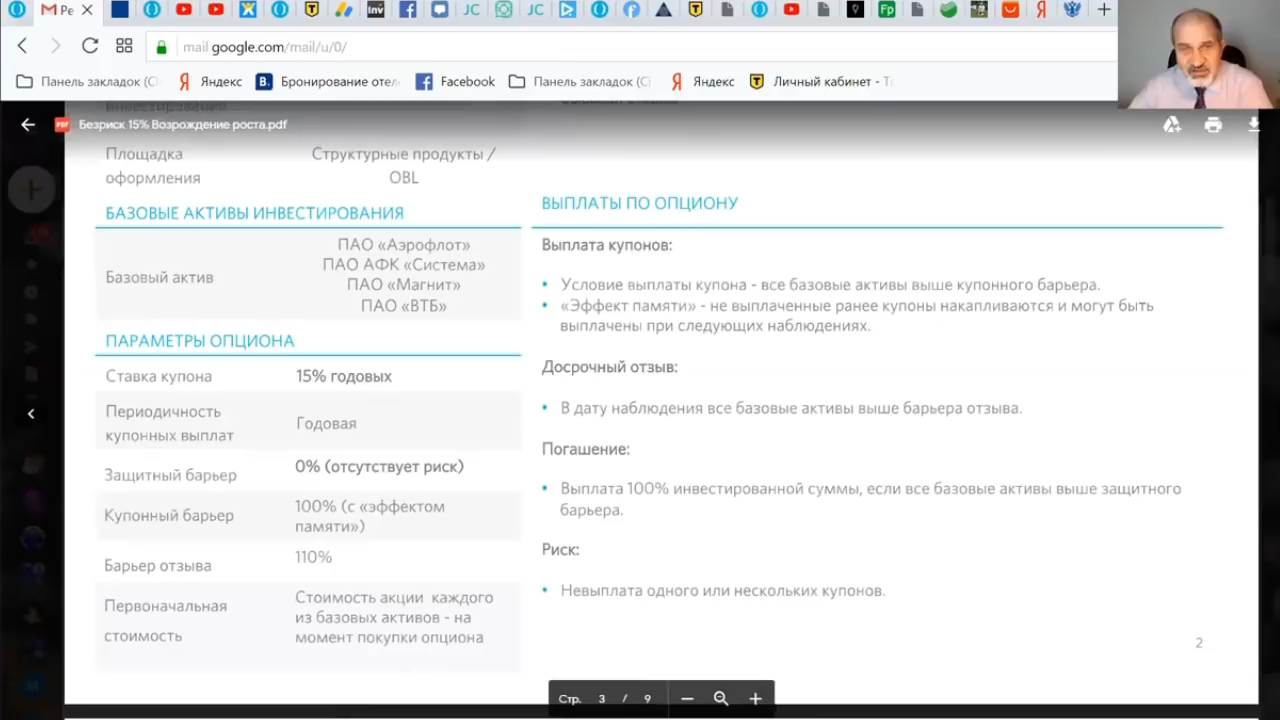 Ре
mail.google.com/mail/u/0/
Панель закладок (С
Яндекс
Бронирование отел
Facebook
Панель закладок (С
Яндекс
Личный кабинет - Т
Безриск 15% Возрождение роста.pdf
Площадка оформления
Структурные продукты /
OBL
БАЗОВЫЕ АКТИВЫ ИНВЕСТИРОВАНИЯ
Базовый актив
ПАО «Аэрофлот»
ПАО АФК «Система»
ПАО «Магнит»
ПАО «ВТБ»
ПАРАМЕТРЫ ОПЦИОНА
Ставка купона
15% годовых
Периодичность
купонных выплат
Годовая
Защитный барьер
0% (отсутствует риск)
Купонный барьер
100% (с «эффектом
памяти»)
Барьер отзыва
110%
Первоначальная
стоимость
Стоимость акции каждого
из базовых активов - на
момент покупки опциона
ВЫПЛАТЫ ПО ОПЦИОНУ
Выплата купонов:
• Условие выплаты купона - все базовые активы выше купонного барьера.
• «Эффект памяти» - не выплаченные ранее купоны накапливаются и могут быть
выплачены при следующих наблюдениях.
Досрочный отзыв:
• В дату наблюдения все базовые активы выше барьера отзыва.
Погашение:
• Выплата 100% инвестированной суммы, если все базовые активы выше защитного
барьера.
Риск:
• Невыплата одного или нескольких купонов.
2
Стр. 3 / 9